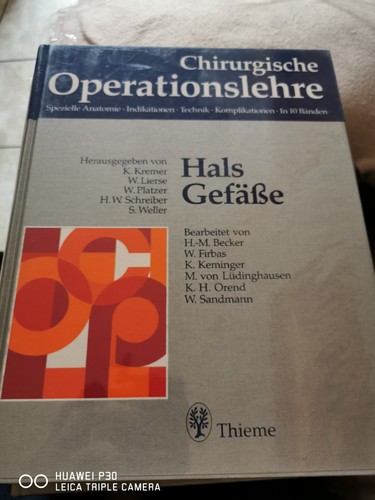 Chirurgische
Operationslehre
Spezielle Anatomie · Indikationen · Technik · Komplikationen · In 10 Bänden
Herausgegeben von
K. Kremer
W. Lierse
W. Platzer
H. W. Schreiber
S. Weller
Hals
Gefäße
Bearbeitet von
H.-M. Becker
W. Firbas
K. Keminger
M. von Lüdinghausen
K. H. Orend
W. Sandmann
Thieme
HUAWEI P30
LEICA TRIPLE CAMERA